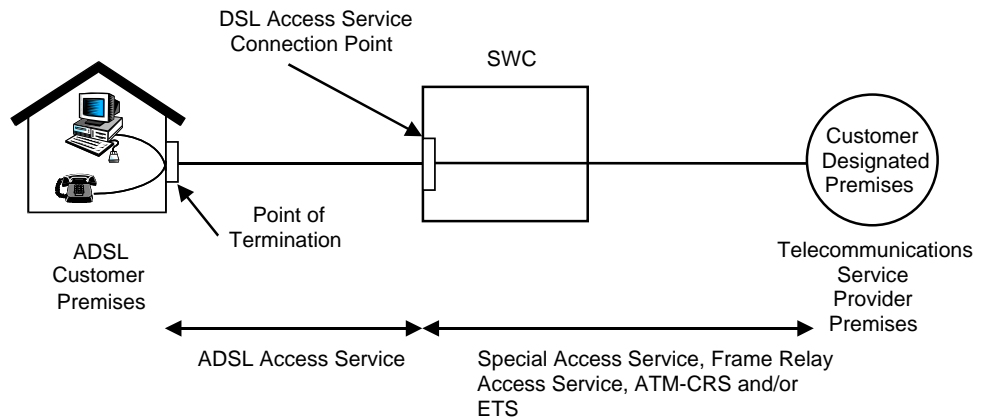 DSL Access Service
Connection Point
SWC
Customer
Designated
Premises
Point of
Termination
ADSL
Customer
Premises
Telecommunications
Service
Provider
Premises
ADSL Access Service
Special Access Service, Frame Relay
Access Service, ATM-CRS and/or
ETS